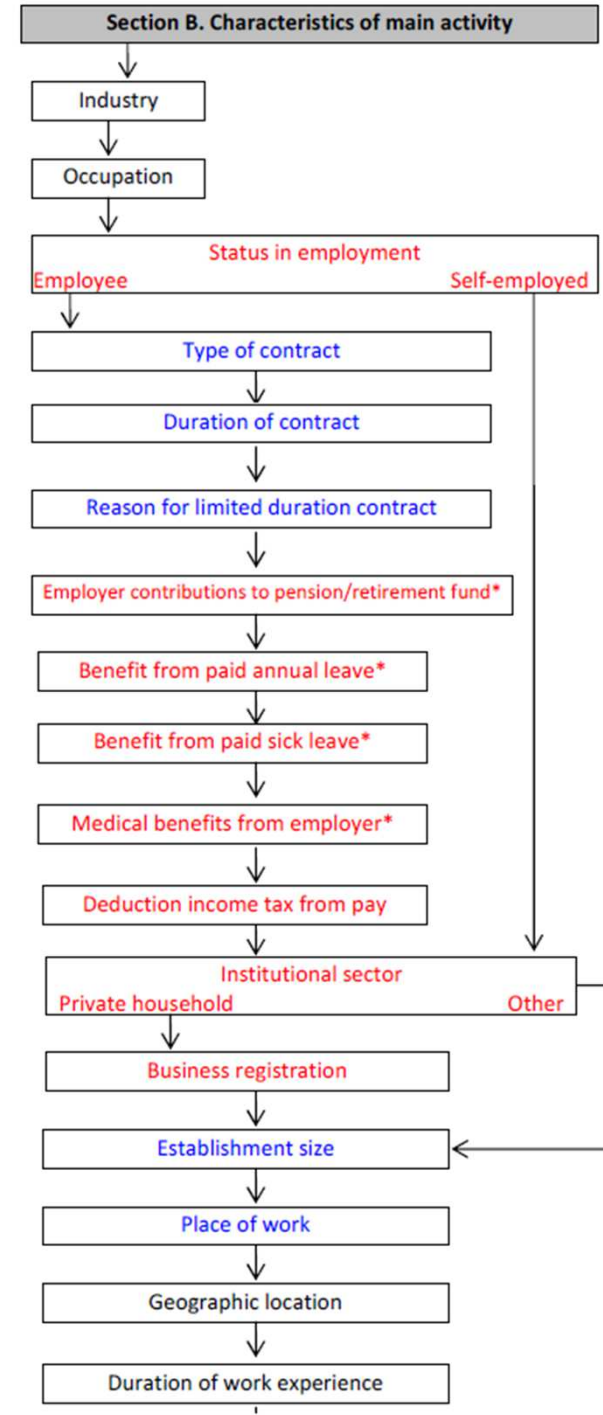 Section B. Characteristics of main activity
Industry
Occupation
Status in employment
Employee Self-employed
Type of contract
Duration of contract
Reason for limited duration contract
Employer contributions to pension/retirement fund*
Benefit from paid annual leave*
Benefit from paid sick leave*
Medical benefits from employer*
Deduction income tax from pay
Institutional sector
Private household Other
Business registration
Establishment size
Place of work
Geographic location
Duration of work experience